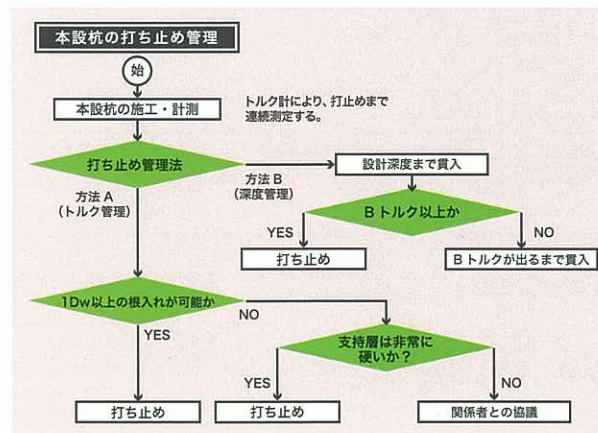 本設杭の打ち止め管理
始
本設杭の施工・計測
トルク計により、打止めまで
連続測定する。
打ち止め管理法
設計深度まで貫入
方法 A
（トルク管理）
方法 B
（深度管理）
B トルク以上か
YES
NO
打ち止め
B トルクが出るまで貫入
1Dw以上の根入れが可能か
NO
YES
支持層は非常に
硬いか？
YES
NO
打ち止め
打ち止め
関係者との協議